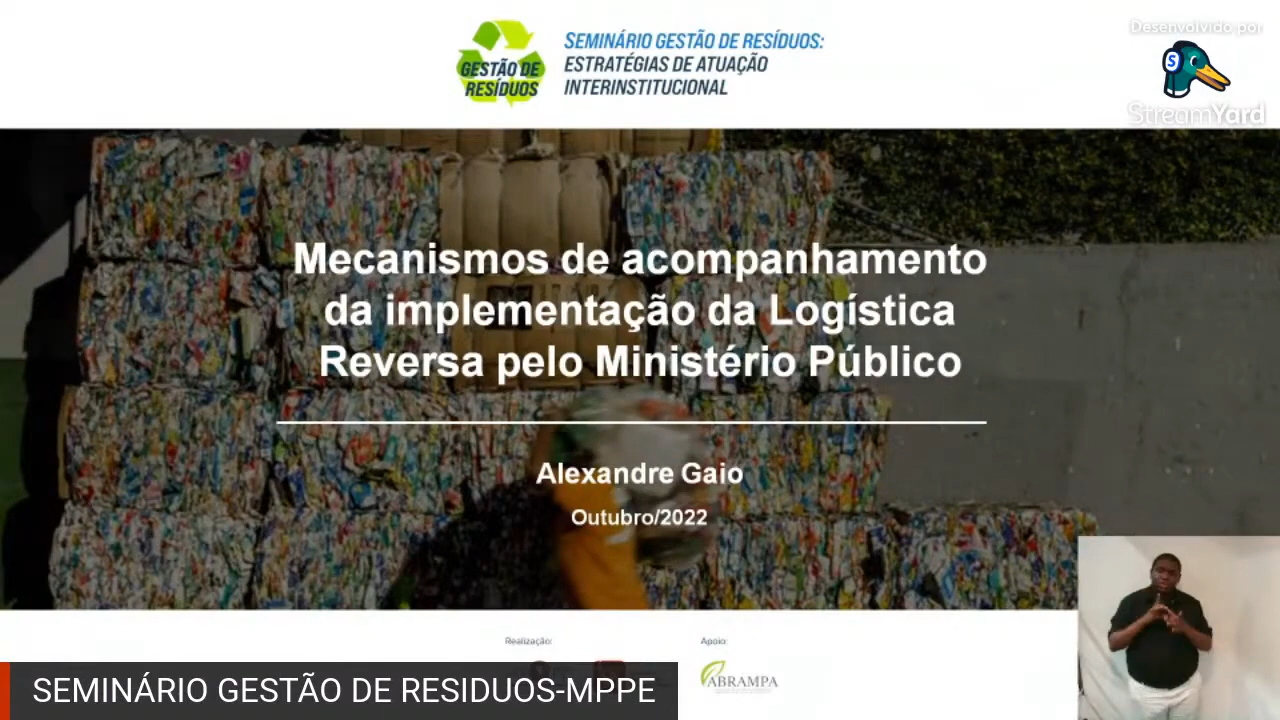 Desenvolvido por
StreamYard
GESTÃO DE
RESÍDUOS
SEMINÁRIO GESTÃO DE RESÍDUOS:
ESTRATÉGIAS DE ATUAÇÃO
INTERINSTITUCIONAL
Mecanismos de acompanhamento
da implementação da Logística
Reversa pelo Ministério Público
Alexandre Gaio
Outubro/2022
Realização:
Apoio:
ABRAMPA
SEMINÁRIO GESTÃO DE RESIDUOS-MPPE